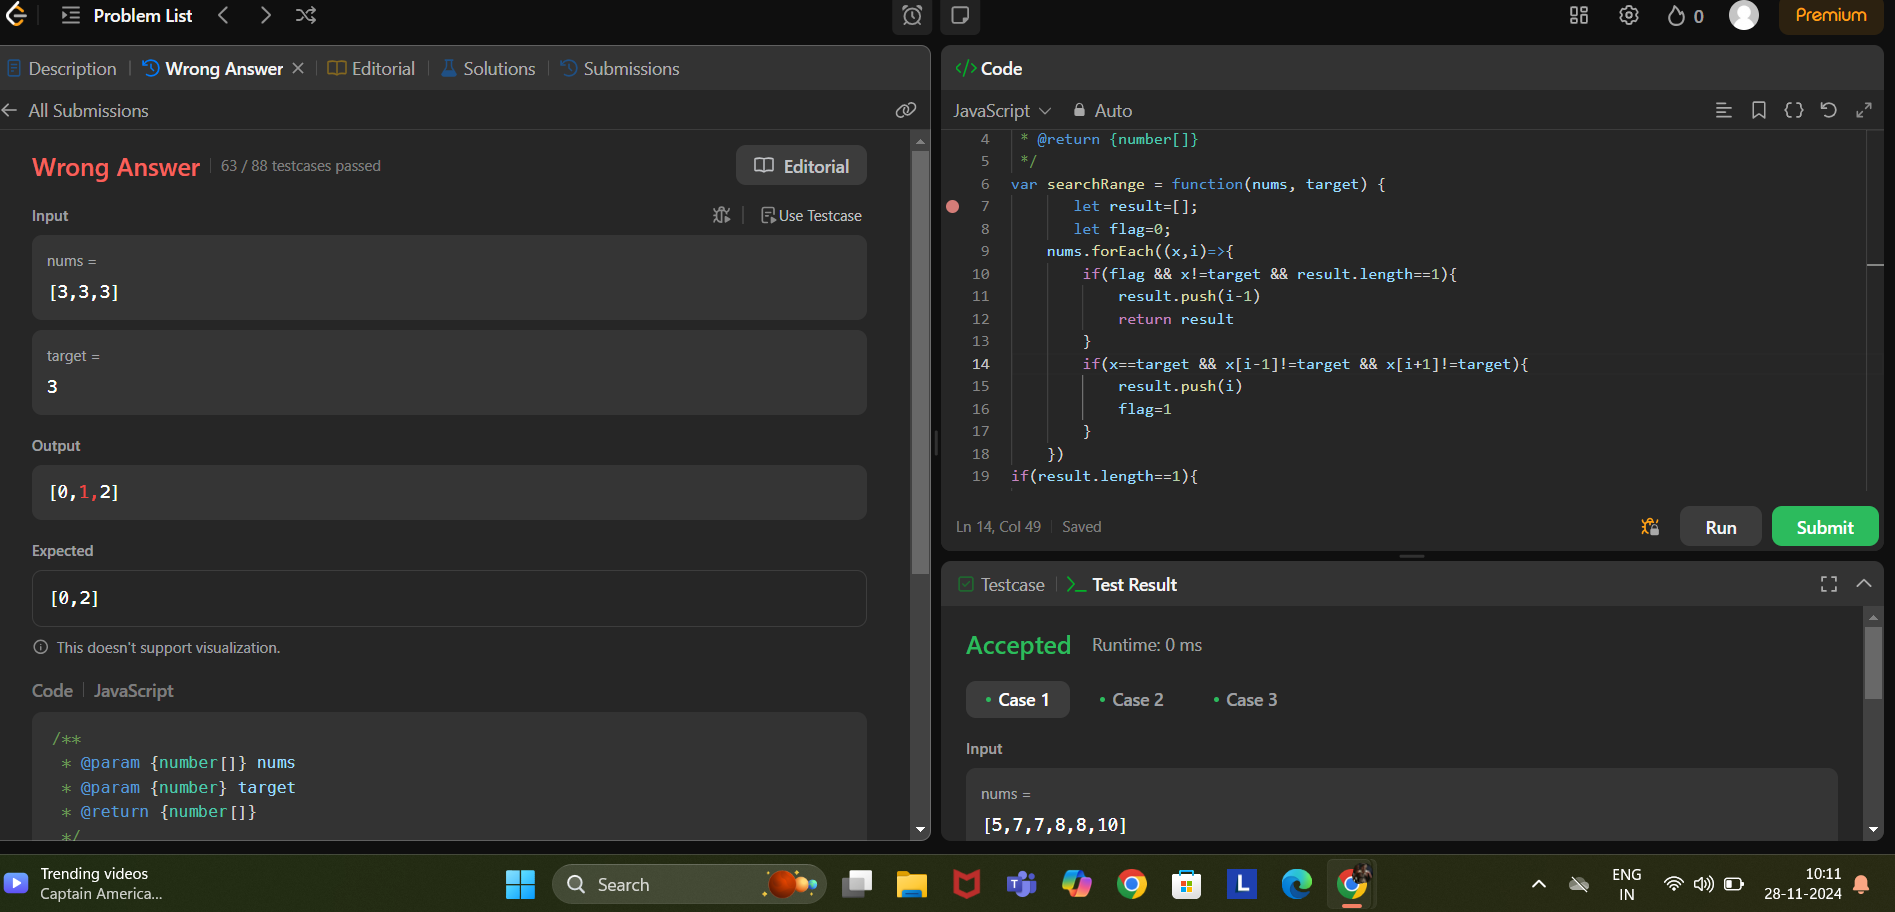 Problem List
0
Premium
Description
Wrong Answer
Editorial
Solutions
Submissions
All Submissions
Wrong Answer
63 / 88 testcases passed
Editorial
Input
Use Testcase
nums =
[3,3,3]
target =
3
Output
[0,1,2]
Expected
[0,2]
This doesn't support visualization.
Code
JavaScript
/**
* @param {number[]} nums
* @param {number} target
* @return {number[]}
*/
</> Code
JavaScript
Auto
4 * @return {number[]}
5 */
6 var searchRange = function(nums, target) {
7 let result=[];
8 let flag=0;
9 nums.forEach((x,i)=>{
10 if(flag && x!=target && result.length==1){
11 result.push(i-1)
12 return result
13 }
14 if(x==target && x[i-1]!=target && x[i+1]!=target){
15 result.push(i)
16 flag=1
17 }
18 })
19 if(result.length==1){
Ln 14, Col 49
Saved
Run
Submit
Testcase
>_ Test Result
Accepted
Runtime: 0 ms
• Case 1
• Case 2
• Case 3
Input
nums =
[5,7,7,8,8,10]
Trending videos
Captain America...
Search
L
ENG
IN
10:11
28-11-2024